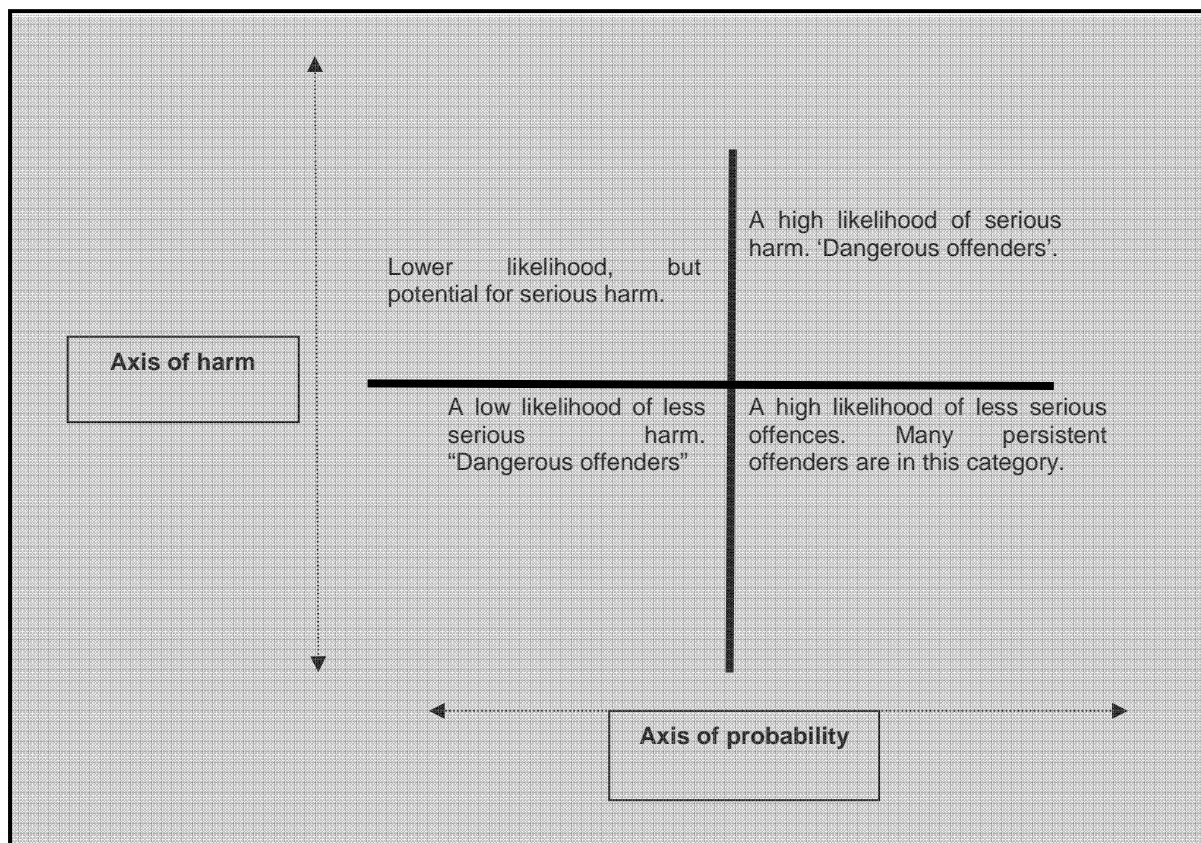 A high likelihood of serious
harm. ‘Dangerous offenders’.
Lower likelihood, but
potential for serious harm.
Axis of harm
A low likelihood of less
serious harm.
“Dangerous offenders”
A high likelihood of less serious
offences. Many persistent
offenders are in this category.
Axis of probability